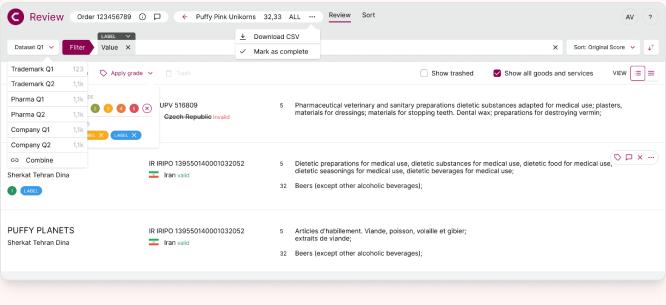 C Review Order 123456789 Puffy Pink Unikorns 32,33 ALL ... Review Sort AV ?
LABEL
Download CSV
Dataset Q1 Filter Value Sort: Original Score
Mark as complete
Trademark Q1 123
Apply grade Trash Show trashed Show all goods and services VIEW
Trademark Q2 1,1k
Pharma Q1 1,1k
2 3 4 5
Pharma Q2 1,1k
UPV 516809 5 Pharmaceutical veterinary and sanitary preparations dietetic substances adapted for medical use; plasters,
materials for dressings; materials for stopping teeth. Dental wax; preparations for destroying vermin;
Czech Republic invalid
Company Q1 1,1k
LABEL
Company Q2 1,1k
Combine
IR IRIPO 139550140001032052 5 Dietetic preparations for medical use, dietetic substances for medical use, dietetic food for medical use,
dietetic seasonings for medical use, dietetic beverages for medical use;
Sherkat Tehran Dina Iran valid
1 LABEL 32 Beers (except other alcoholic beverages);
PUFFY PLANETS IR IRIPO 139550140001032052 5 Articles d'habillement. Viande, poisson, volaille et gibier;
extraits de viande;
Sherkat Tehran Dina Iran valid
32 Beers (except other alcoholic beverages);